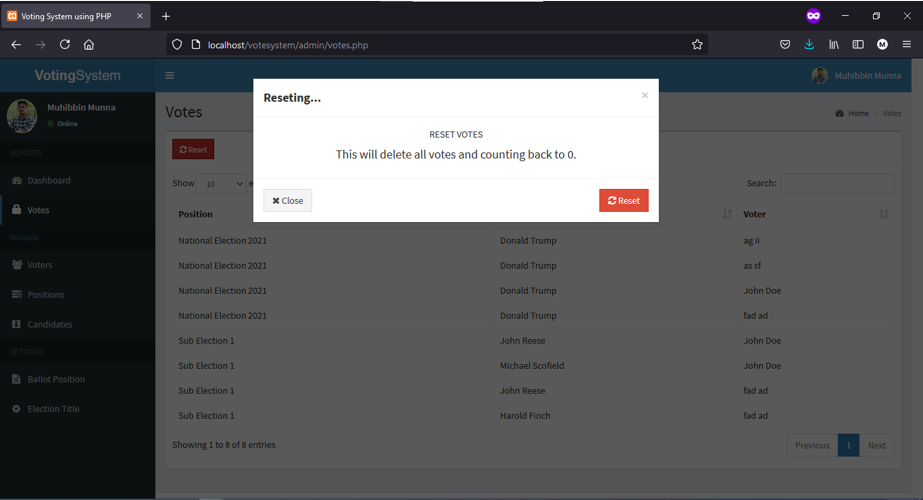 Voting System using PHP
localhost/votesystem/admin/votes.php
M
VotingSystem
Muhibbin Munna
Muhibbin Munna
Online
REPORTS
Dashboard
Votes
MANAGE
Voters
Positions
Candidates
SETTINGS
Ballot Position
Election Title
Votes
Home
Votes
Reset
Show 10 e
Search:
Reseting...
×
RESET VOTES
This will delete all votes and counting back to 0.
Close
Reset
Position Voter
National Election 2021 Donald Trump ag ii
National Election 2021 Donald Trump as sf
National Election 2021 Donald Trump John Doe
National Election 2021 Donald Trump fad ad
Sub Election 1 John Reese John Doe
Sub Election 1 Michael Scofield John Doe
Sub Election 1 John Reese fad ad
Sub Election 1 Harold Finch fad ad
Showing 1 to 8 of 8 entries
Previous 1 Next